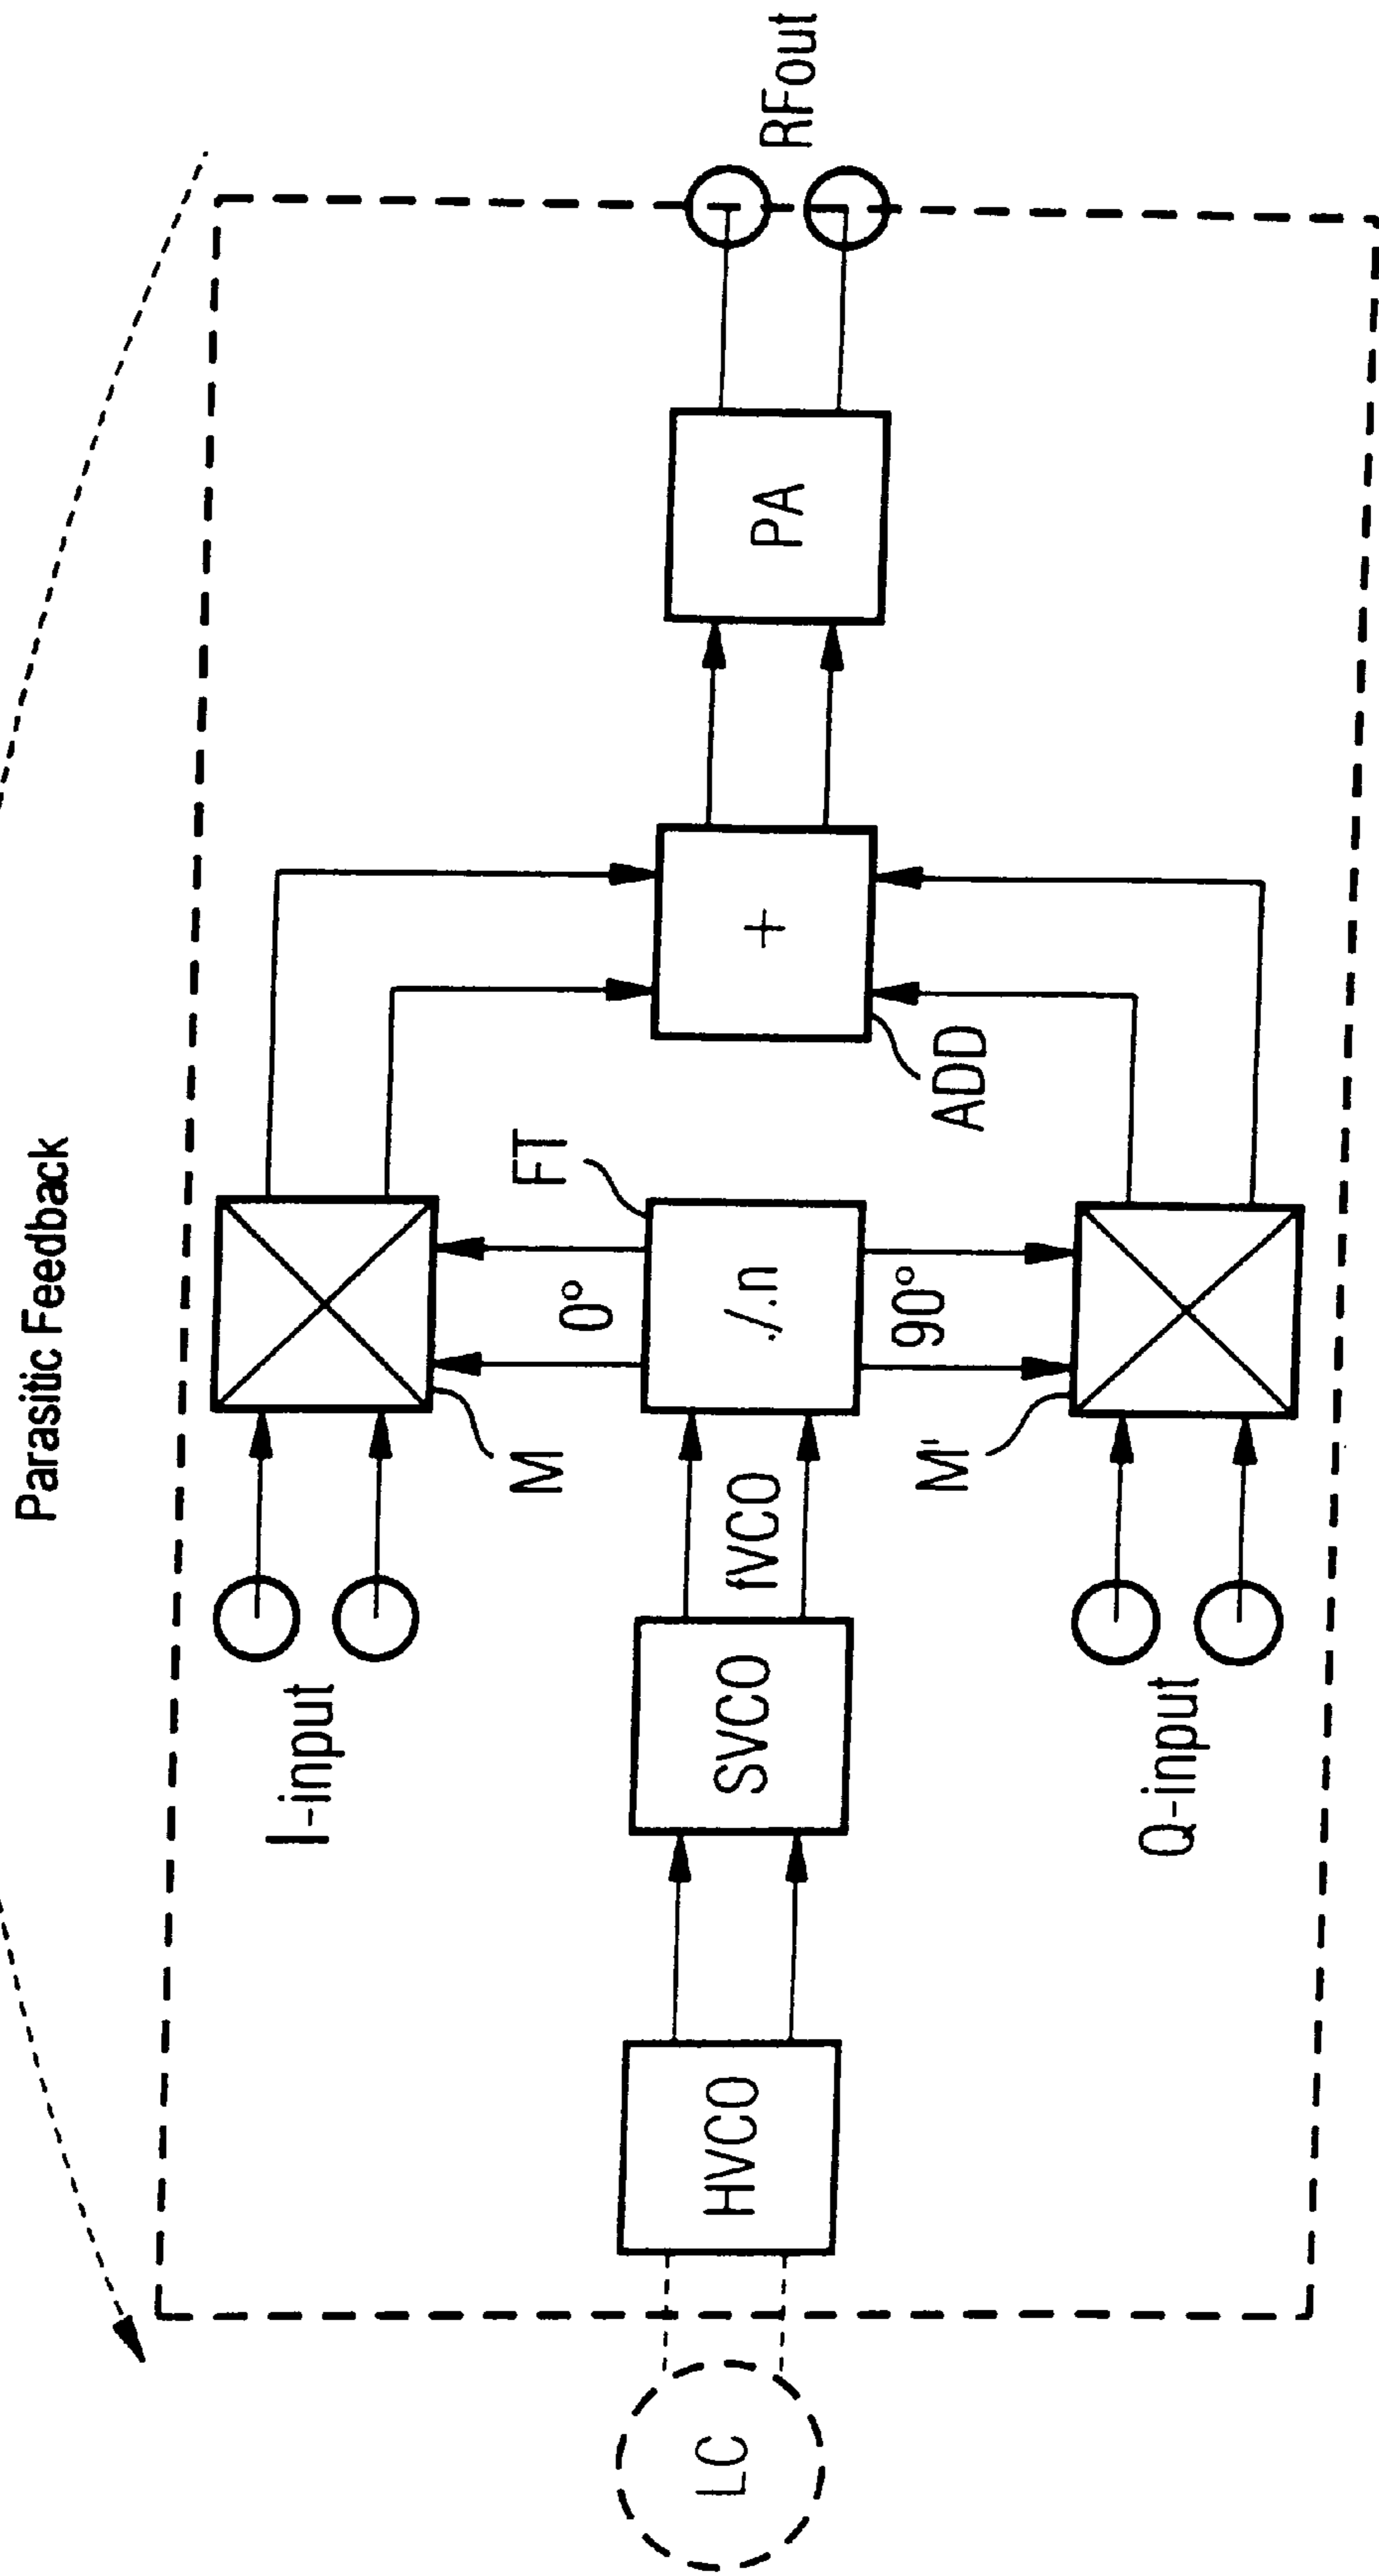 Parasitic Feedback
I-input
M
FT
0°
LC
HVCO
SVCO
fVCO
./.n
+
PA
RFout
90°
ADD
M'
Q-input